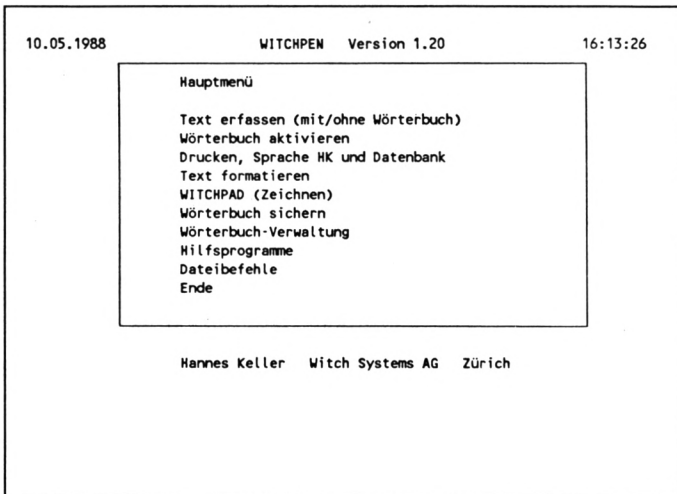 10.05.1988 WITCHPEN Version 1.20 16:13:26
Hauptmenü
Text erfassen (mit/ohne Wörterbuch)
Wörterbuch aktivieren
Drucken, Sprache HK und Datenbank
Text formatieren
WITCHPAD (Zeichnen)
Wörterbuch sichern
Wörterbuch-Verwaltung
Hilfsprogramme
Dateibefehle
Ende
Hannes Keller Witch Systems AG Zürich